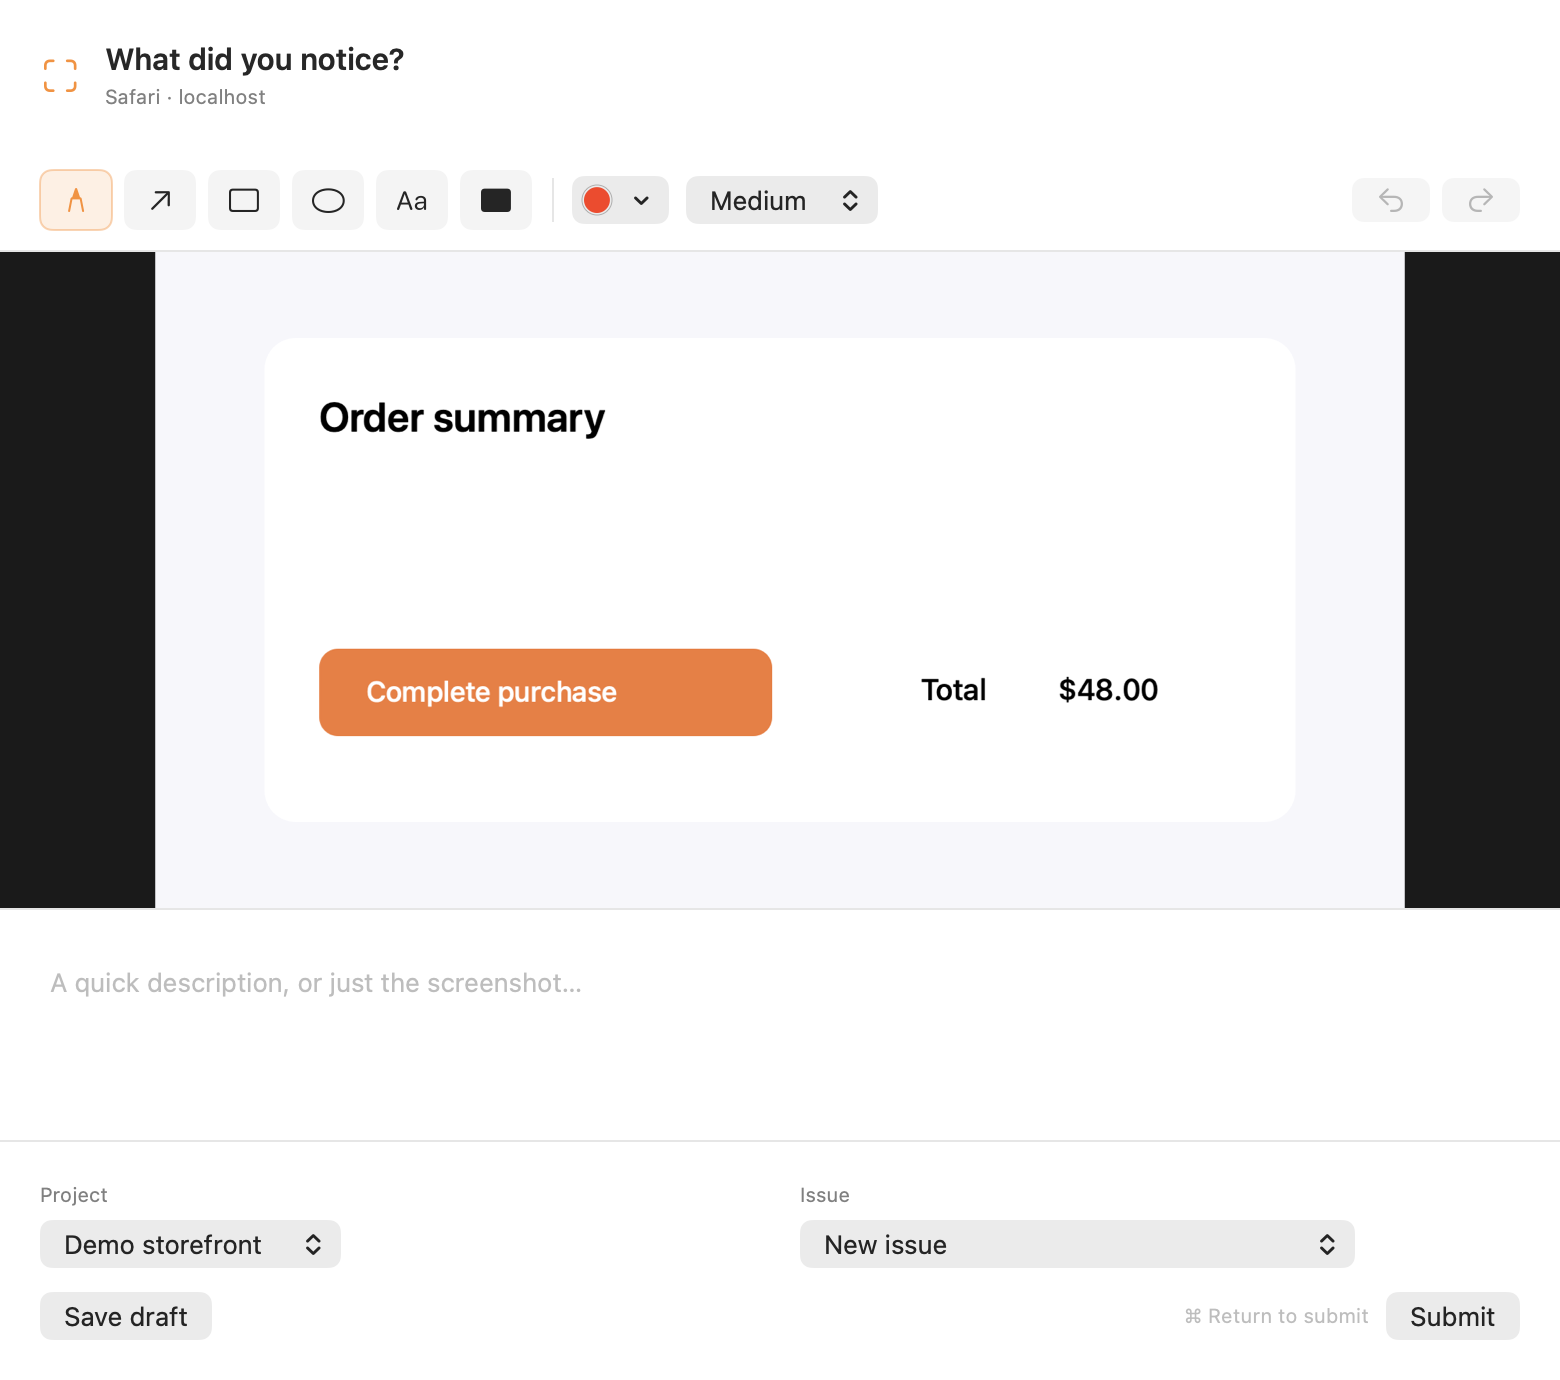 What did you notice?
Safari · localhost
Aa
Medium
Order summary
Complete purchase
Total $48.00
A quick description, or just the screenshot...
Project
Demo storefront
Issue
New issue
Save draft
⌘ Return to submit
Submit